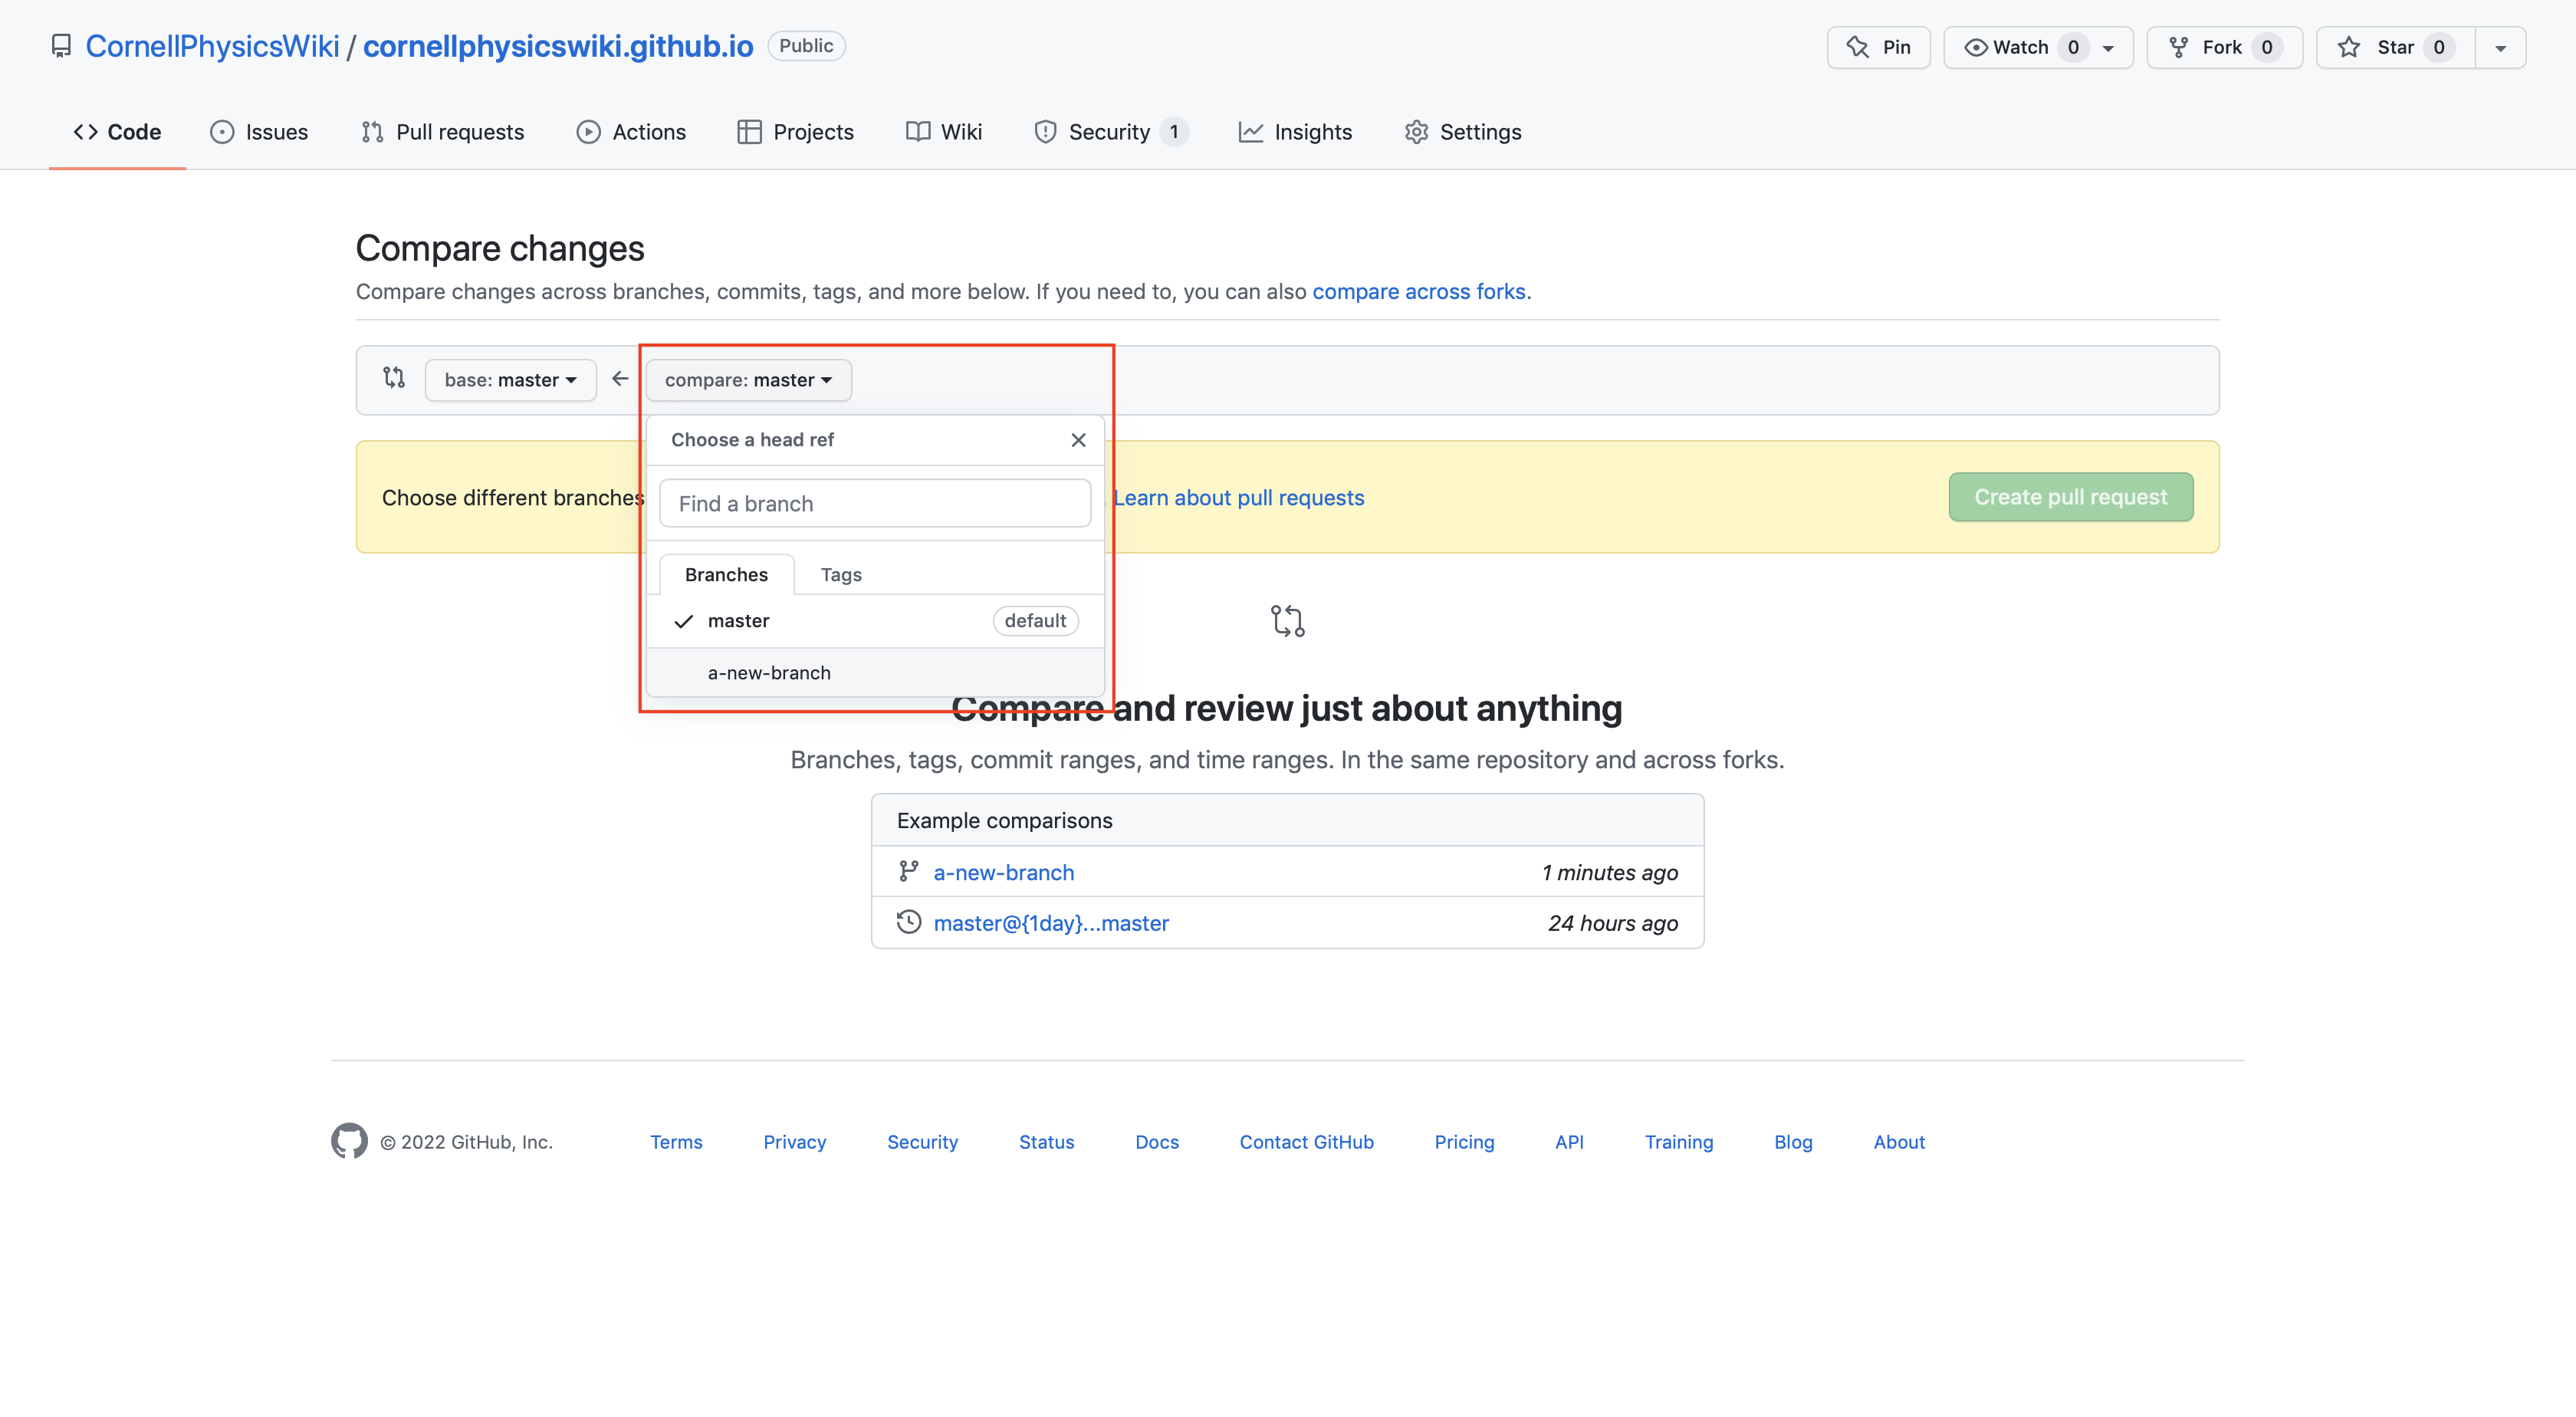 CornellPhysicsWiki / cornellphysicswiki.github.io Public Pin Watch 0 Fork 0 Star 0
Code Issues Pull requests Actions Projects Wiki Security 1 Insights Settings
Compare changes
Compare changes across branches, commits, tags, and more below. If you need to, you can also compare across forks.
base: master compare: master
Choose a head ref
Choose different branches Learn about pull requests Create pull request
Find a branch
Branches Tags
master default
a-new-branch
Compare and review just about anything
Branches, tags, commit ranges, and time ranges. In the same repository and across forks.
Example comparisons
a-new-branch 1 minutes ago
master@{1day}...master 24 hours ago
© 2022 GitHub, Inc. Terms Privacy Security Status Docs Contact GitHub Pricing API Training Blog About